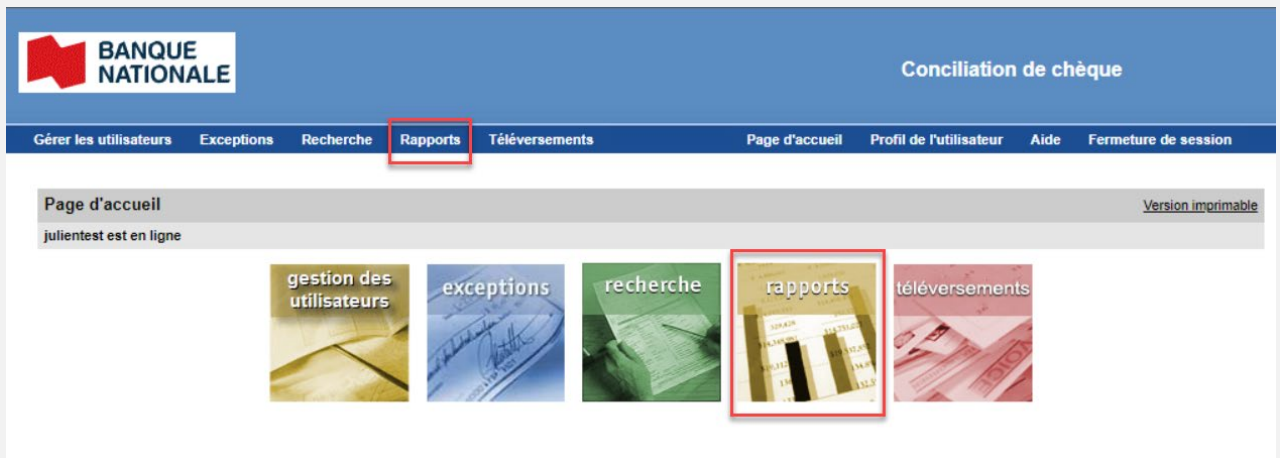 BANQUE
NATIONALE
Conciliation de chèque
Gérer les utilisateurs Exceptions Recherche Rapports Téléversements Page d'accueil Profil de l'utilisateur Aide Fermeture de session
Page d'accueil Version imprimable
julientest est en ligne
gestion des
utilisateurs
exceptions
recherche
rapports
téléversements